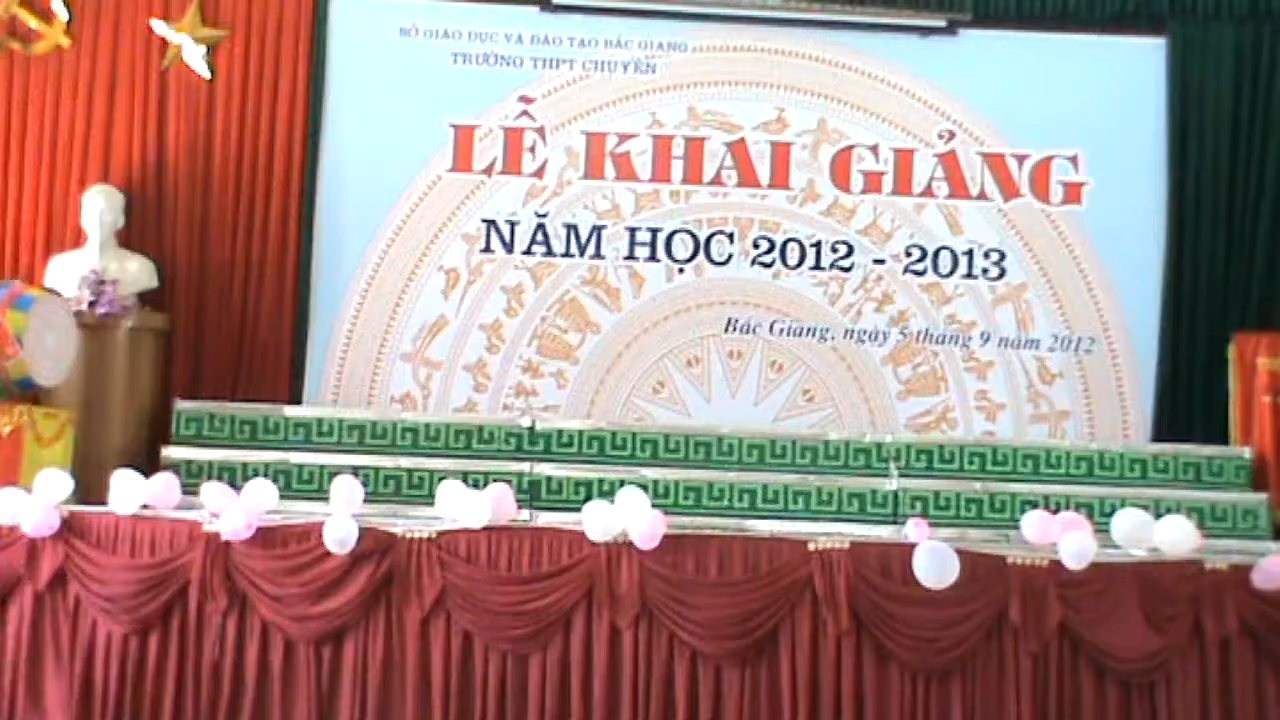 SỞ GIÁO DỤC VÀ ĐÀO TẠO BẮC GIANG
TRƯỜNG THPT CHUYÊN
LỄ KHAI GIẢNG
NĂM HỌC 2012 - 2013
Bắc Giang, ngày 5 tháng 9 năm 2012